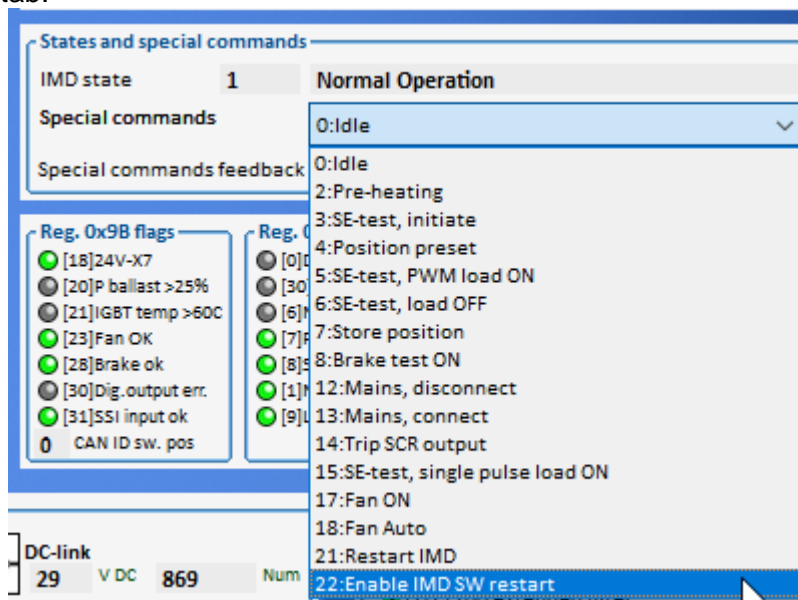 tab.
States and special commands
IMD state 1 Normal Operation
Special commands 0:Idle
Special commands feedback
0:Idle
2:Pre-heating
3:SE-test, initiate
4:Position preset
5:SE-test, PWM load ON
6:SE-test, load OFF
7:Store position
8:Brake test ON
12:Mains, disconnect
13:Mains, connect
14:Trip SCR output
15:SE-test, single pulse load ON
17:Fan ON
18:Fan Auto
21:Restart IMD
22:Enable IMD SW restart
Reg. 0x9B flags
[18]24V-X7
[20]P ballast >25%
[21]IGBT temp >60C
[23]Fan OK
[28]Brake ok
[30]Dig.output err.
[31]SSI input ok
0 CAN ID sw. pos
Reg.
[0]
[30]
[6]
[7]
[8]
[1]
[9]
DC-link
29 V DC 869 Num